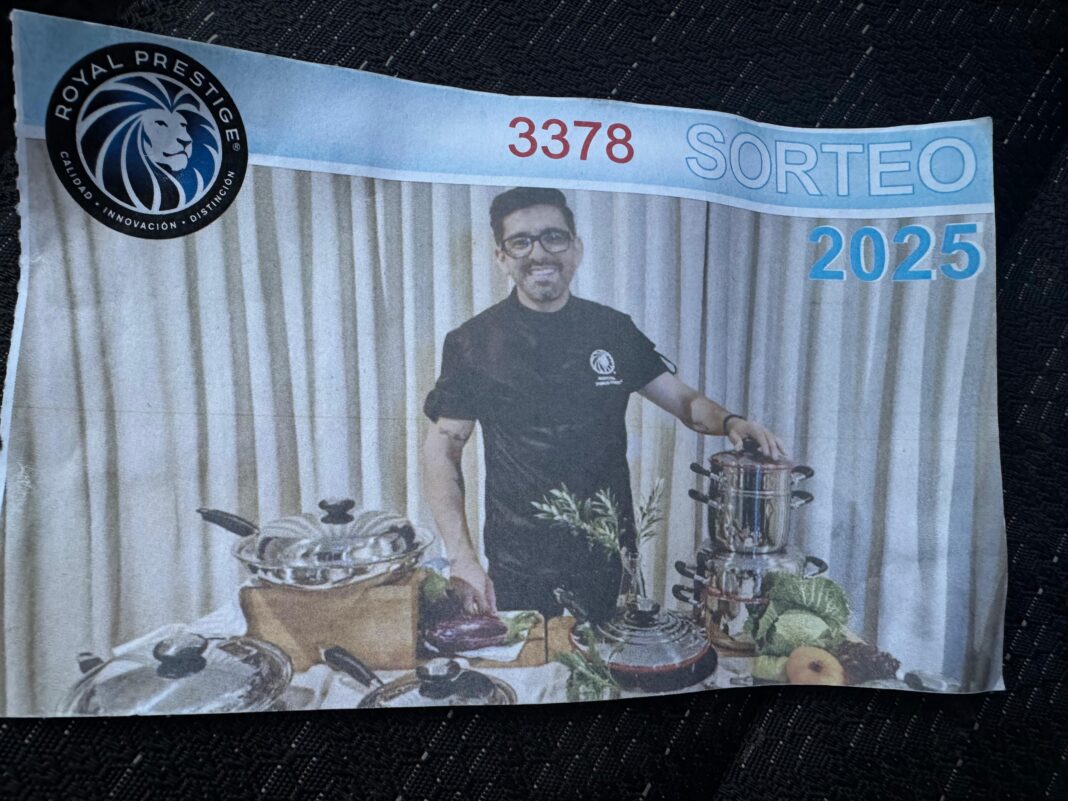 ROYAL PRESTIGE®
CALIDAD • INNOVACIÓN • DISTINCIÓN
3378 SORTEO
2025